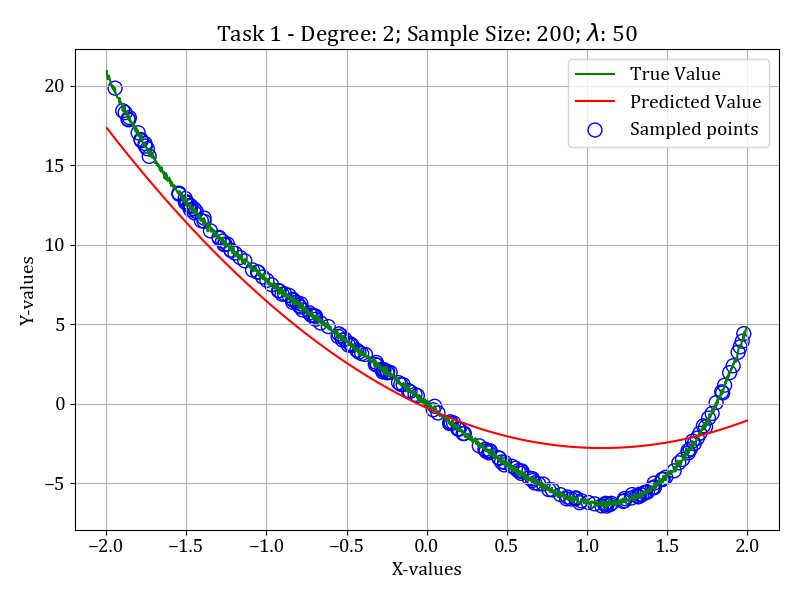 Task 1 - Degree: 2; Sample Size: 200; λ: 50
True Value
Predicted Value
Sampled points
Y-values
20
15
10
5
0
−5
−2.0 −1.5 −1.0 −0.5 0.0 0.5 1.0 1.5 2.0
X-values